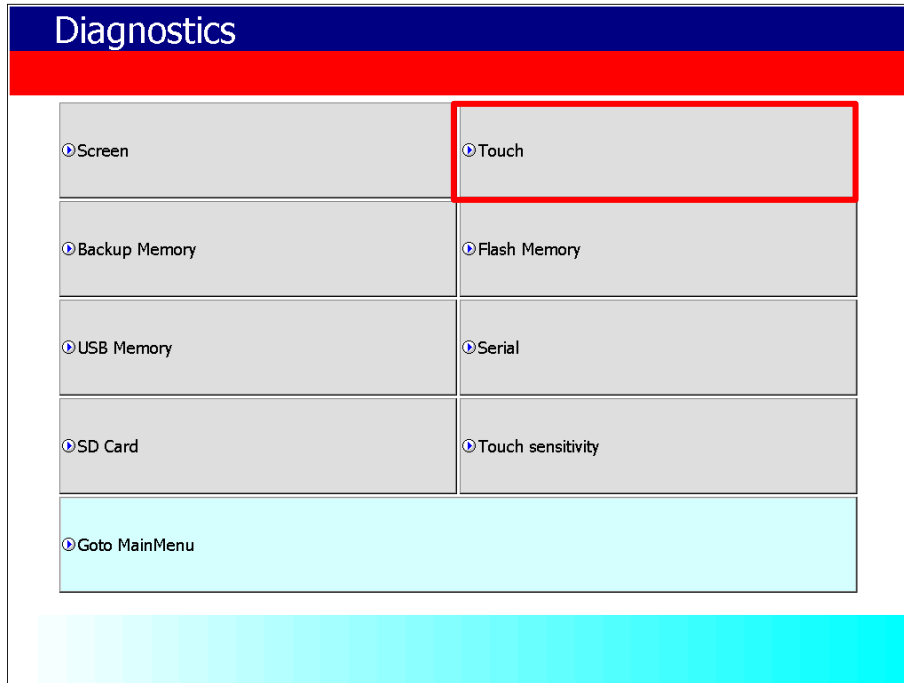 Diagnostics
Screen
Touch
Backup Memory
Flash Memory
USB Memory
Serial
SD Card
Touch sensitivity
Goto MainMenu